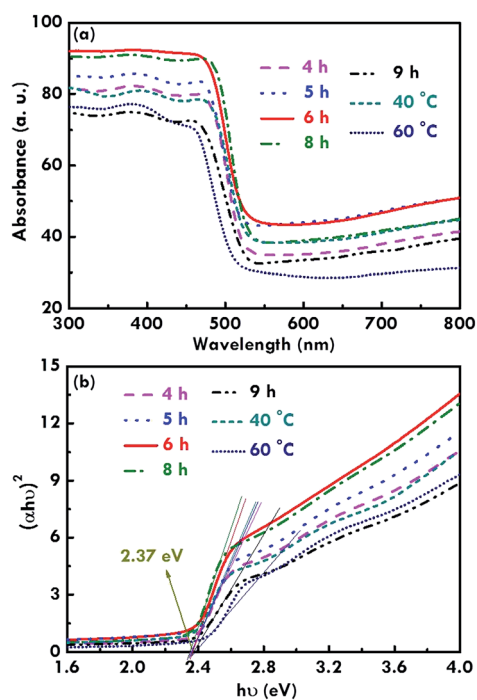 (a)
100
80
60
40
20
Absorbance (a. u.)
4 h
5 h
6 h
8 h
9 h
40 °C
60 °C
300 400 500 600 700 800
Wavelength (nm)
(b)
15
12
9
6
3
0
(αhυ)²
4 h
5 h
6 h
8 h
9 h
40 °C
60 °C
2.37 eV
1.6 2.0 2.4 2.8 3.2 3.6 4.0
hυ (eV)